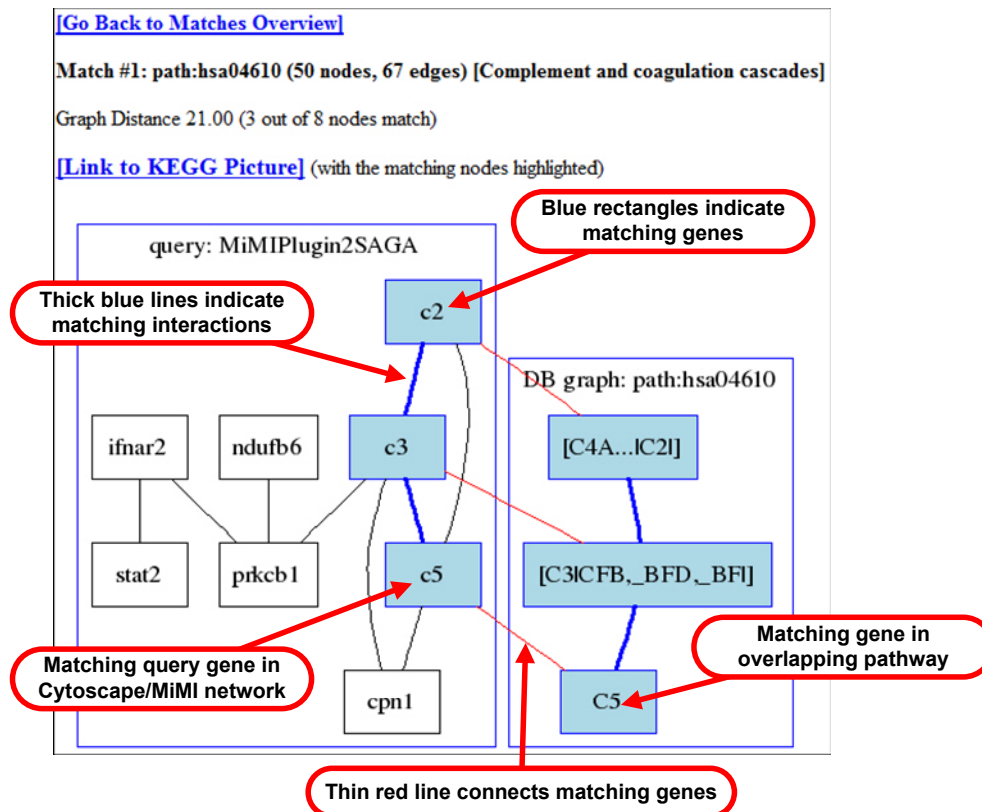 [Go Back to Matches Overview]
Match #1: path:hsa04610 (50 nodes, 67 edges) [Complement and coagulation cascades]
Graph Distance 21.00 (3 out of 8 nodes match)
[Link to KEGG Picture] (with the matching nodes highlighted)
Blue rectangles indicate
matching genes
query: MiMIPlugin2SAGA
Thick blue lines indicate
matching interactions
c2
DB graph: path:hsa04610
ifnar2
ndufb6
c3
[C4A...|C2|]
stat2
prkcb1
c5
[C3|CFB,_BFD,_BF|]
Matching query gene in
Cytoscape/MiMI network
cpn1
C5
Matching gene in
overlapping pathway
Thin red line connects matching genes